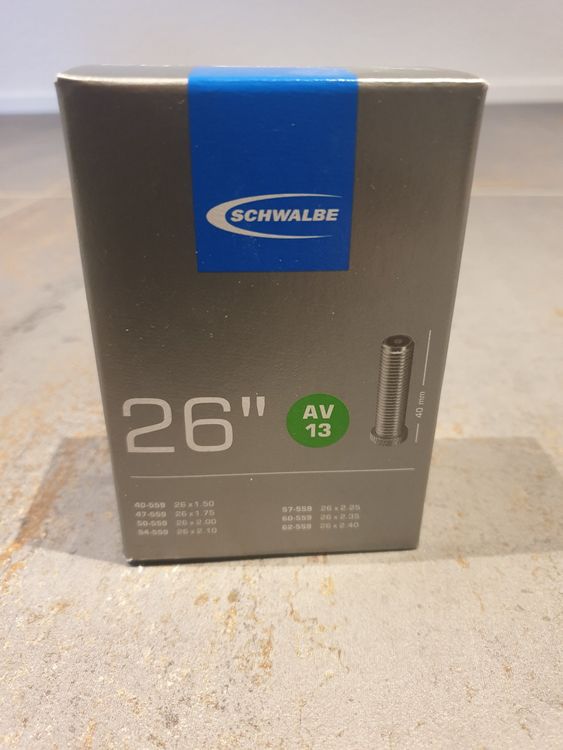 SCHWALBE
26"
AV
13
40 mm
40-559 26 x 1.50
47-559 26 x 1.75
50-559 26 x 2.00
54-559 26 x 2.10
57-559 26 x 2.25
60-559 26 x 2.35
62-559 26 x 2.40